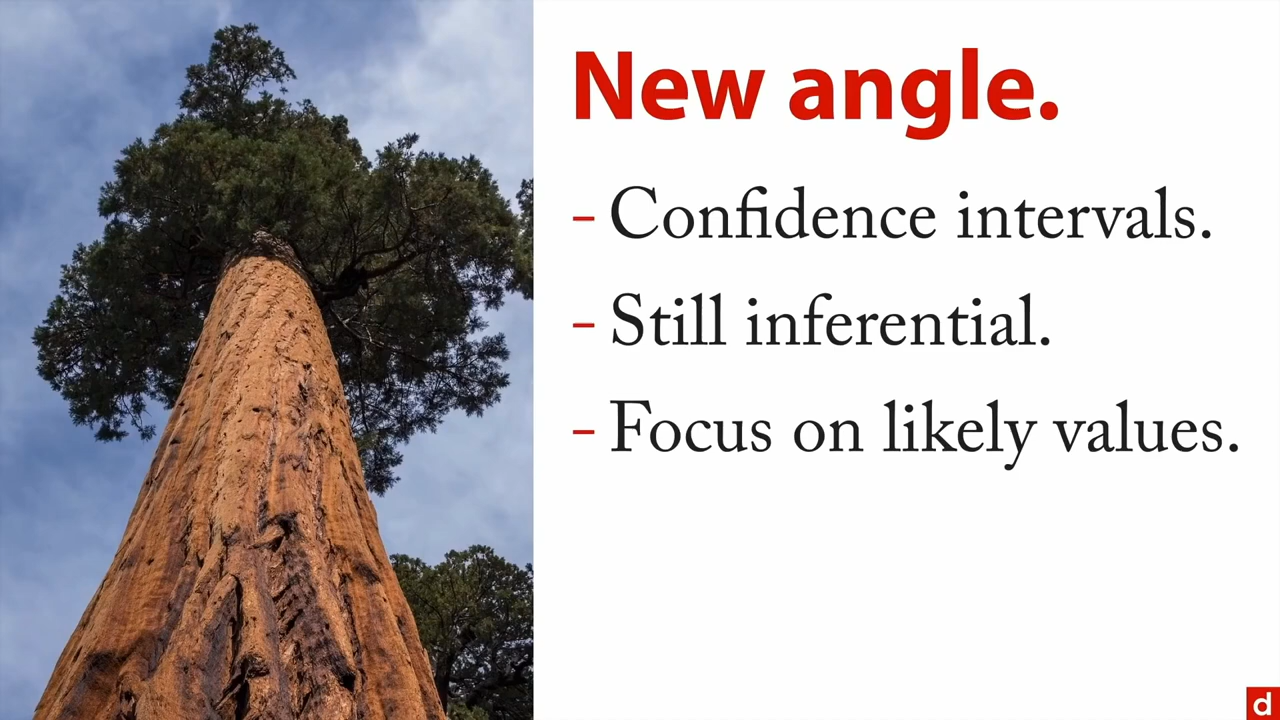 New angle.
- Confidence intervals.
- Still inferential.
- Focus on likely values.
d